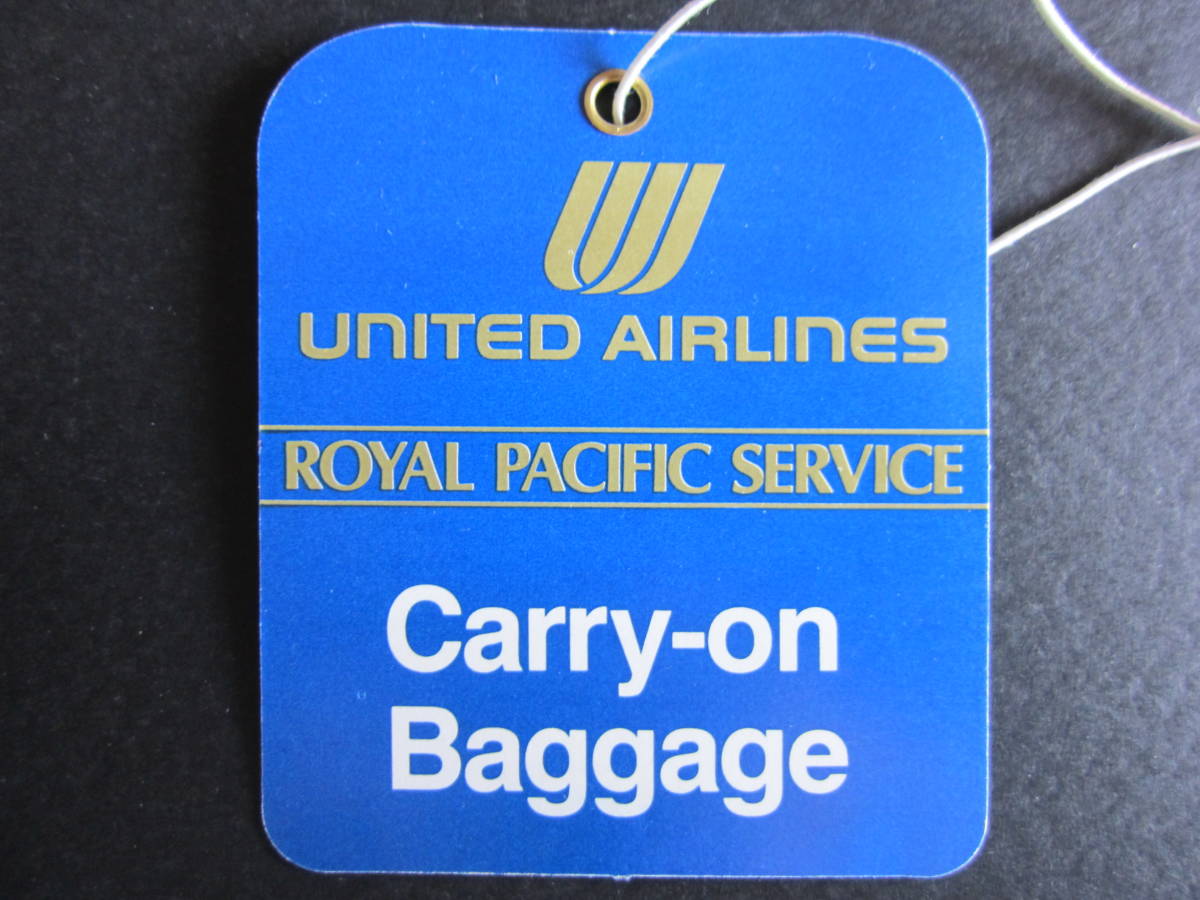 UNITED AIRLINES
ROYAL PACIFIC SERVICE
Carry-on
Baggage